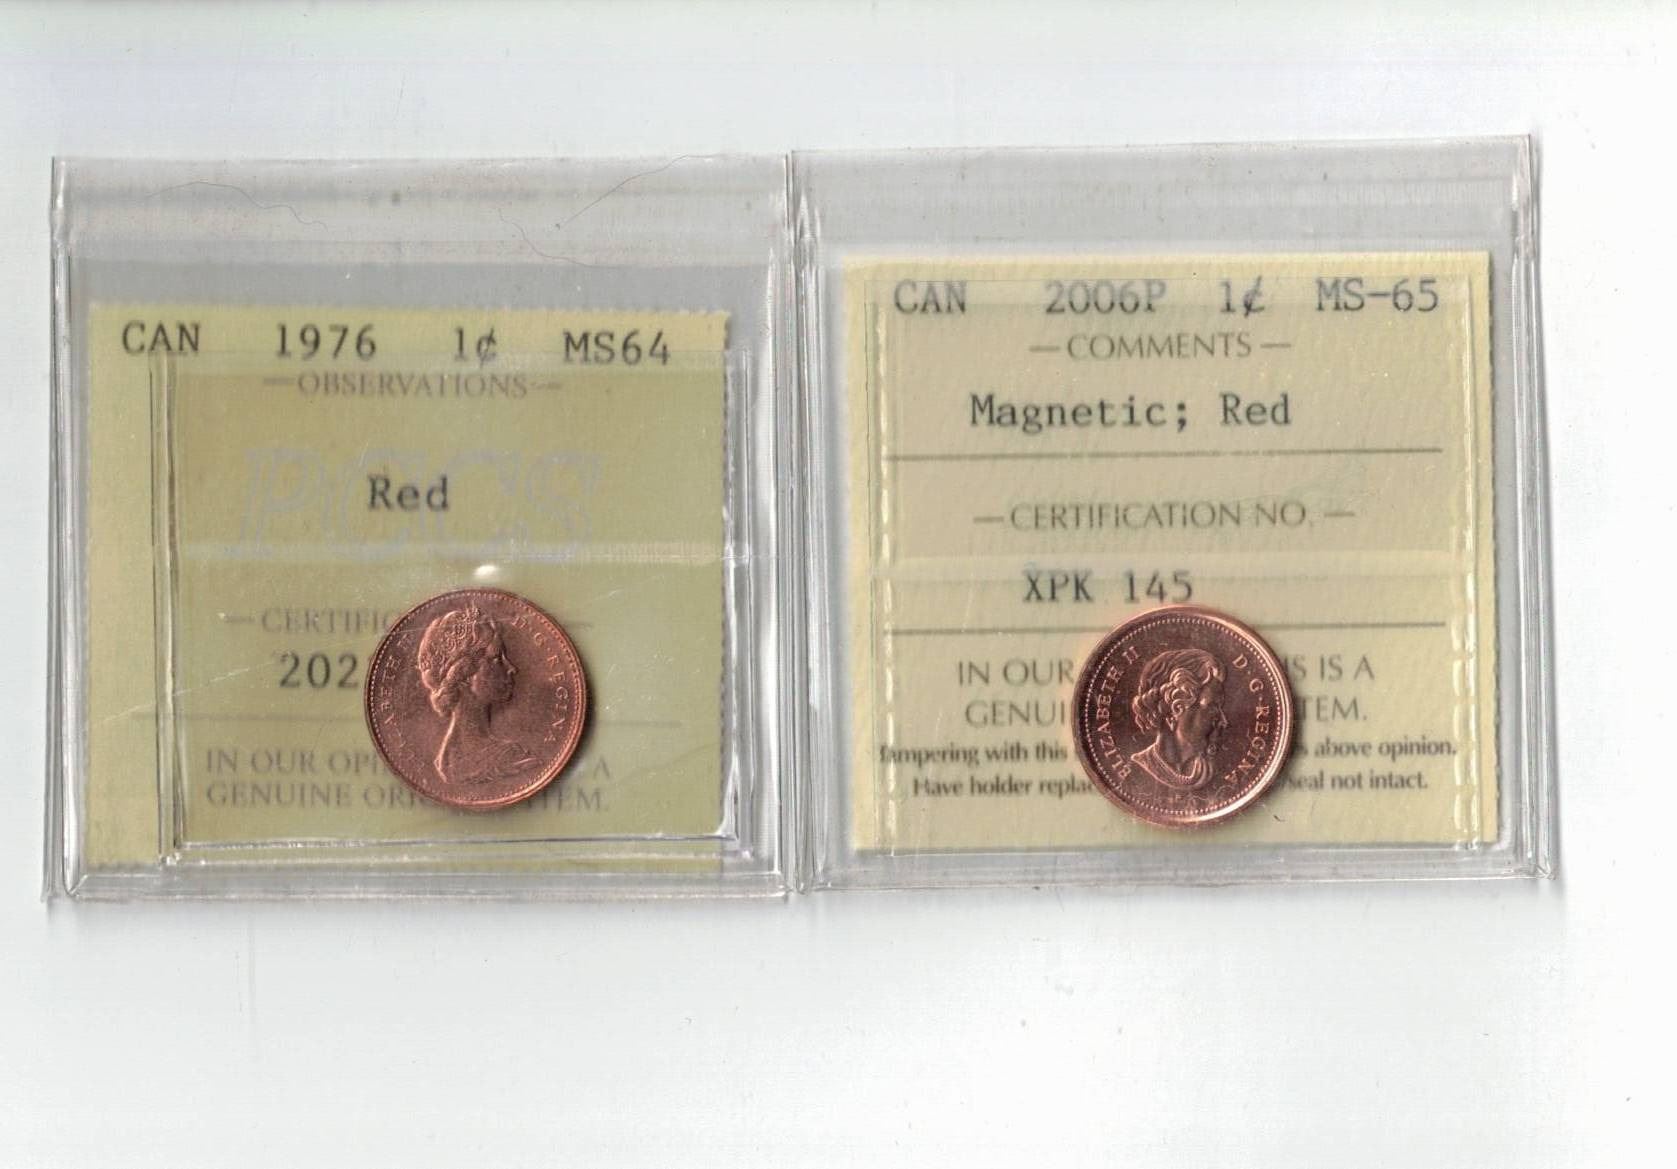 CAN 1976 1¢ MS64
—OBSERVATIONS—
PCCS
Red
—CERTIFIC
202
IN OUR OPI A
GENUINE ORI TEM.
ELIZABETH D·G·REGINA
CAN 2006P 1¢ MS-65
—COMMENTS—
Magnetic; Red
—CERTIFICATION NO.—
XPK 145
IN OUR IS IS A
GENUI TEM.
Tampering with this s above opinion.
Have holder replac seal not intact.
ELIZABETH II D·G·REGINA